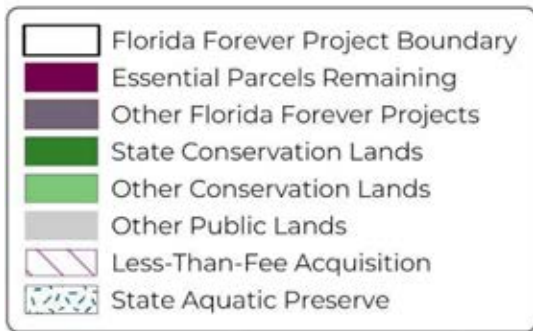 Florida Forever Project Boundary
Essential Parcels Remaining
Other Florida Forever Projects
State Conservation Lands
Other Conservation Lands
Other Public Lands
Less-Than-Fee Acquisition
State Aquatic Preserve